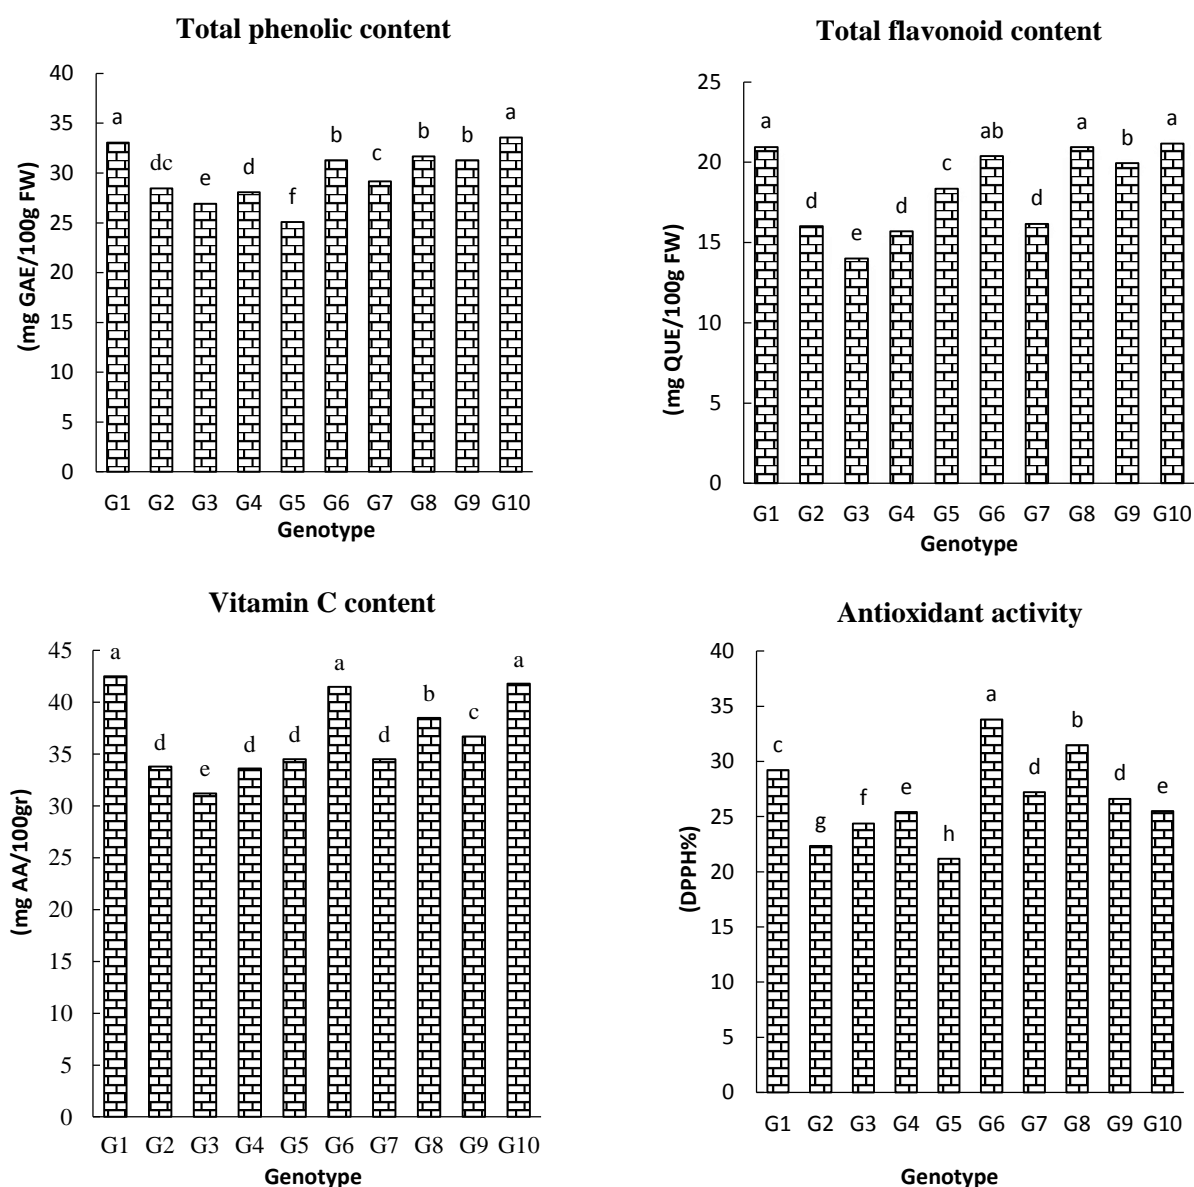 Total phenolic content
(mg GAE/100g FW)
40
35
30
25
20
15
10
5
0
a
dc
e
d
f
b
c
b
b
a
G1 G2 G3 G4 G5 G6 G7 G8 G9 G10
Genotype
Total flavonoid content
(mg QUE/100g FW)
25
20
15
10
5
0
a
d
e
d
c
ab
d
a
b
a
G1 G2 G3 G4 G5 G6 G7 G8 G9 G10
Genotype
Vitamin C content
(mg AA/100gr)
45
40
35
30
25
20
15
10
5
0
a
d
e
d
d
a
d
b
c
a
G1 G2 G3 G4 G5 G6 G7 G8 G9 G10
Genotype
Antioxidant activity
(DPPH%)
40
35
30
25
20
15
10
5
0
c
g
f
e
h
a
d
b
d
e
G1 G2 G3 G4 G5 G6 G7 G8 G9 G10
Genotype